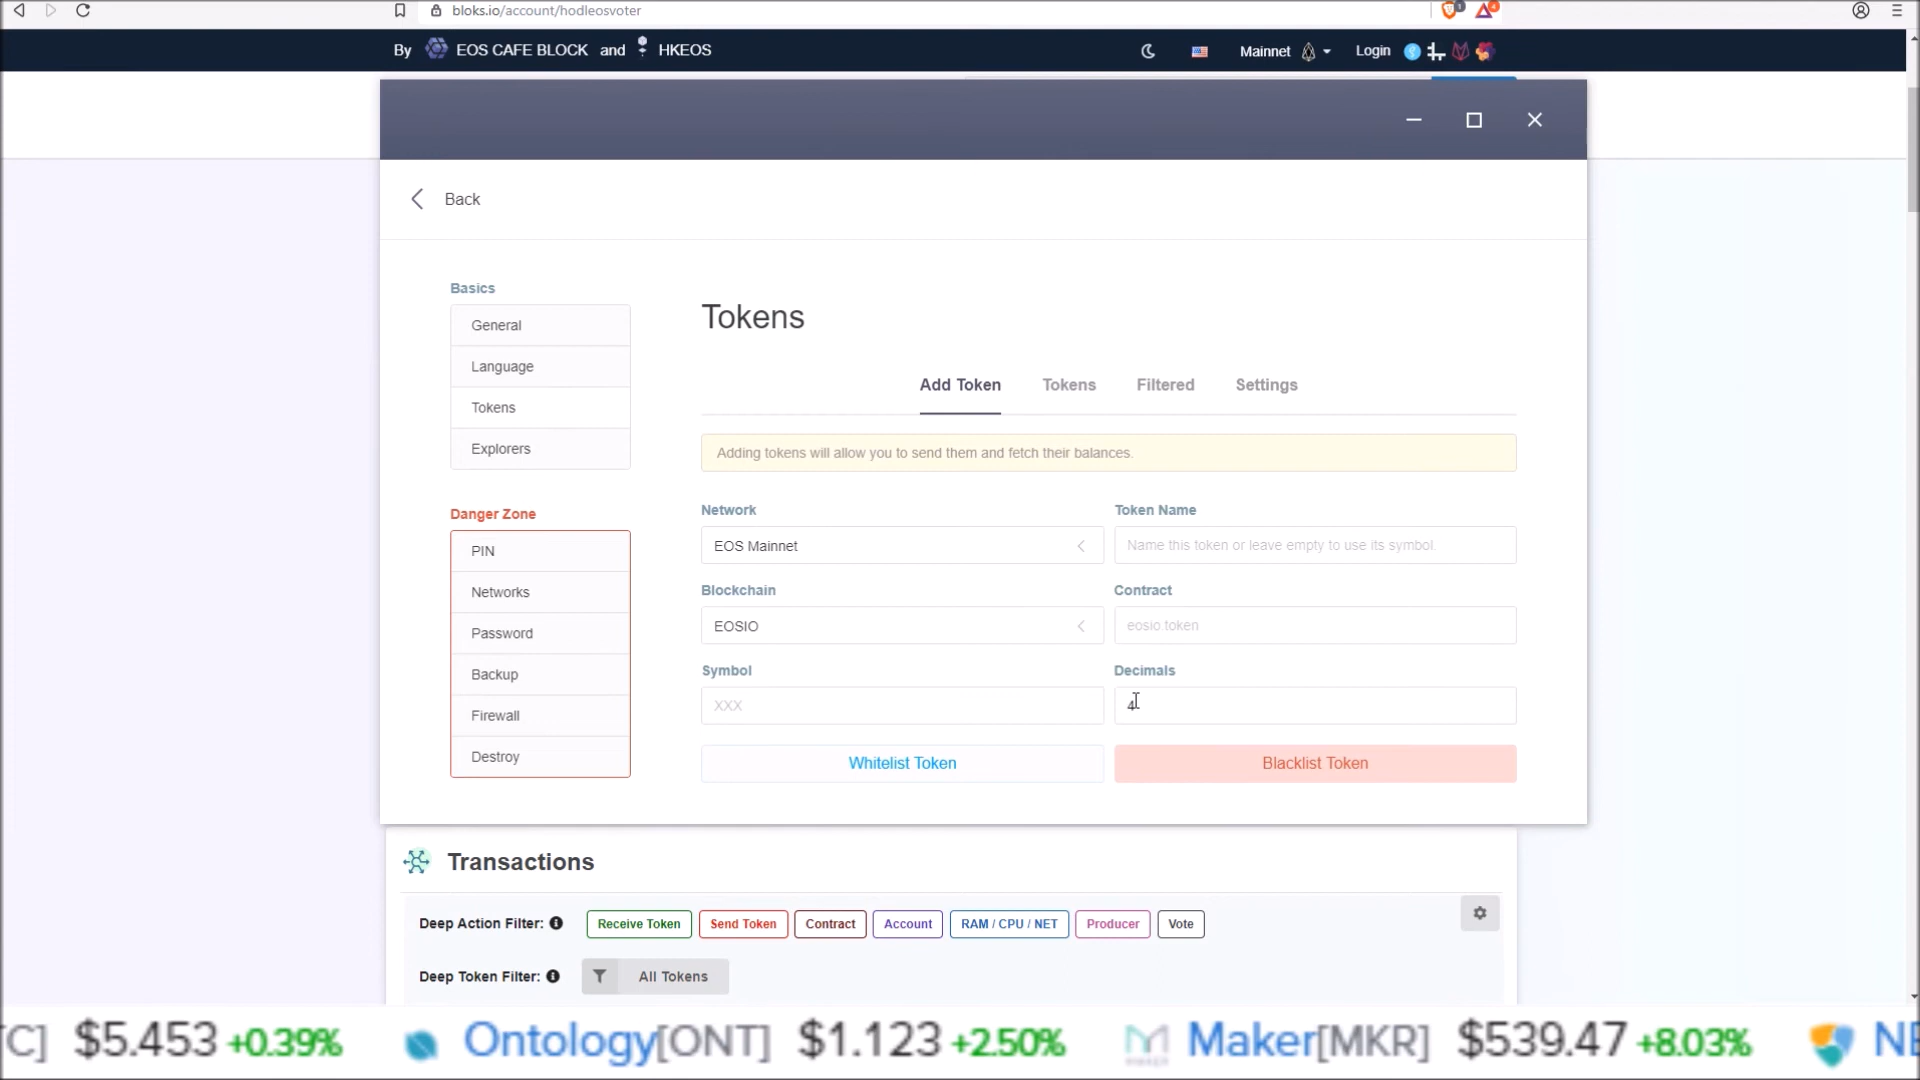 bloks.io/account/hodleosvoter
By EOS CAFE BLOCK and HKEOS
Mainnet
Login
Back
Basics
General
Language
Tokens
Explorers
Danger Zone
PIN
Networks
Password
Backup
Firewall
Destroy
Tokens
Add Token Tokens Filtered Settings
Adding tokens will allow you to send them and fetch their balances.
Network
EOS Mainnet
Token Name
Name this token or leave empty to use its symbol.
Blockchain
EOSIO
Contract
eosio.token
Symbol
XXX
Decimals
4
Whitelist Token
Blacklist Token
Transactions
Deep Action Filter: Receive Token Send Token Contract Account RAM / CPU / NET Producer Vote
Deep Token Filter: All Tokens
C] $5.453 +0.39% Ontology[ONT] $1.123 +2.50% Maker[MKR] $539.47 +8.03%